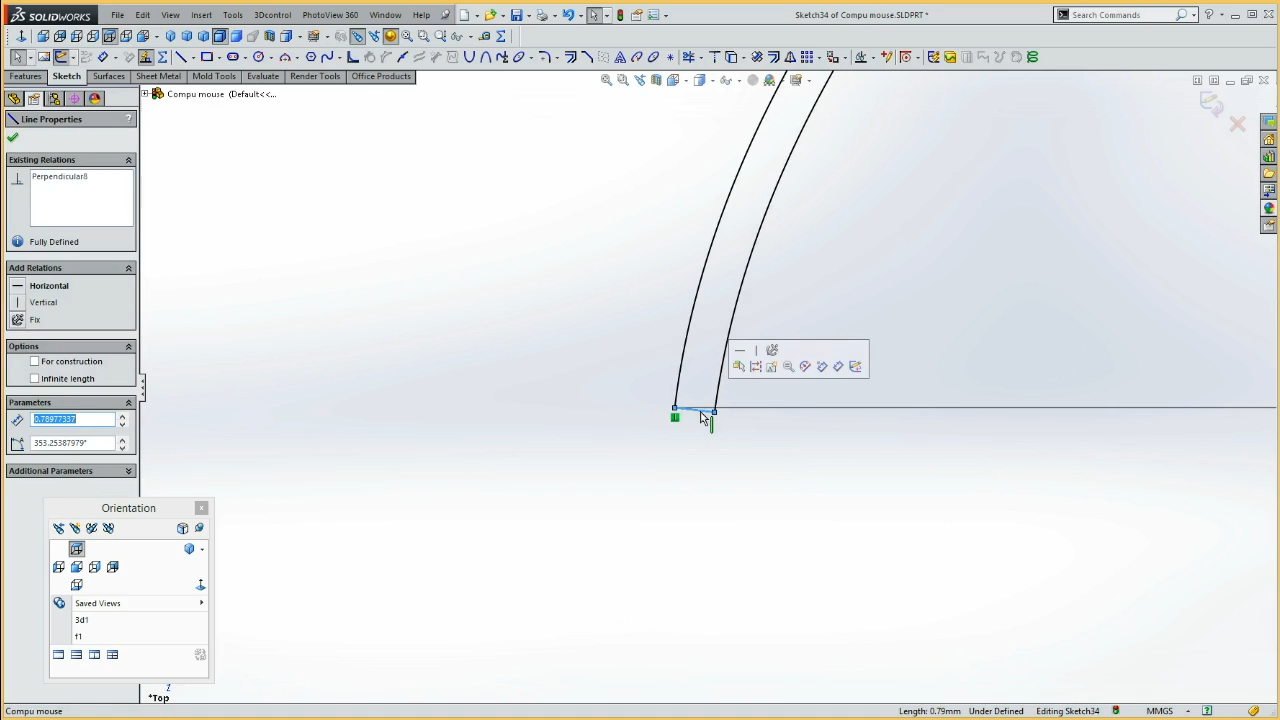 SOLIDWORKS File Edit View Insert Tools 3Dcontrol PhotoView 360 Window Help Sketch34 of Compu mouse.SLDPRT * Search Commands
Features Sketch Surfaces Sheet Metal Mold Tools Evaluate Render Tools Office Products
Compu mouse (Default<<...
Line Properties ?
Existing Relations
Perpendicular8
Fully Defined
Add Relations
Horizontal
Vertical
Fix
Options
For construction
Infinite length
Parameters
0.78977337
353.25387979°
Additional Parameters
Orientation
Saved Views
3d1
f1
Z
*Top
Compu mouse Length: 0.79mm Under Defined Editing Sketch34 MMGS - ?